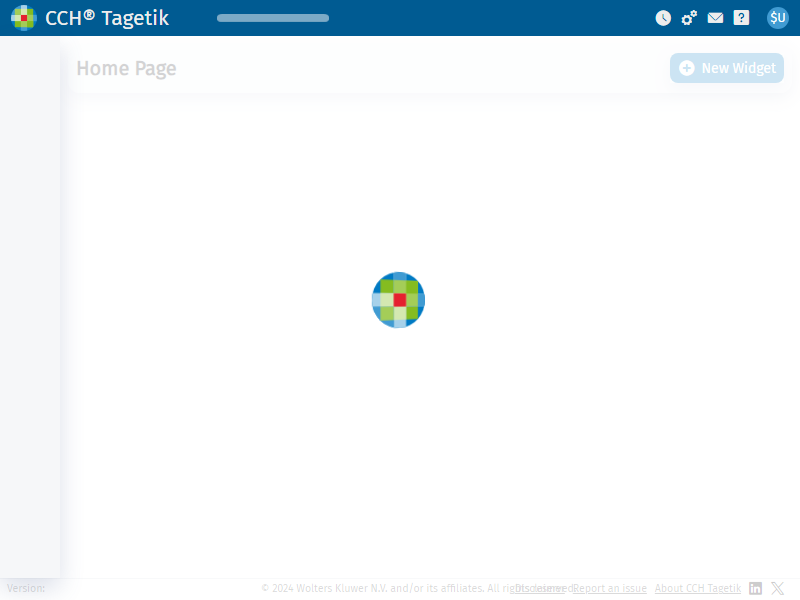 CCH® Tagetik
?
$U
Home Page
New Widget
Version:
© 2024 Wolters Kluwer N.V. and/or its affiliates. All rights reserved.
Disclaimer
Report an issue
About CCH Tagetik